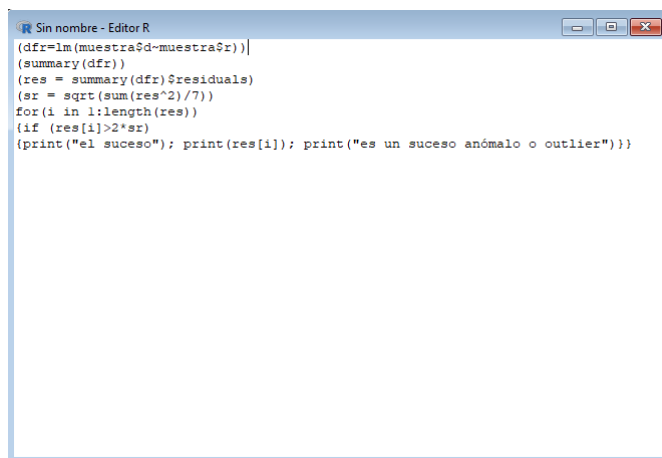 Sin nombre - Editor R
(dfr=lm(muestra$d~muestra$r))
(summary(dfr))
(res = summary(dfr)$residuals)
(sr = sqrt(sum(res^2)/7))
for(i in 1:length(res))
{if (res[i]>2*sr)
{print("el suceso"); print(res[i]); print("es un suceso anómalo o outlier")}}